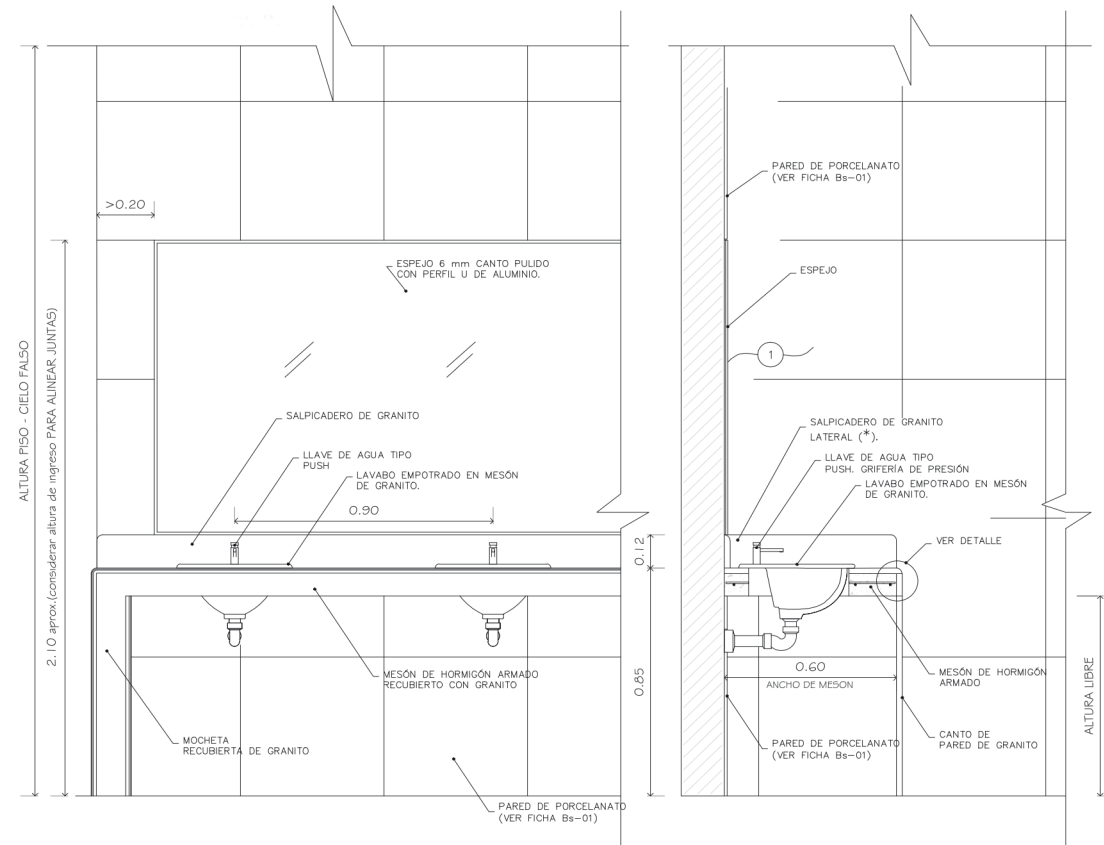 >0.20
ESPEJO 6 mm CANTO PULIDO
CON PERFIL U DE ALUMINIO.
ALTURA PISO - CIELO FALSO
2.10 aprox.(considerar altura de ingreso PARA ALINEAR JUNTAS)
SALPICADERO DE GRANITO
LLAVE DE AGUA TIPO
PUSH
LAVABO EMPOTRADO EN MESÓN
DE GRANITO.
0.90
MESÓN DE HORMIGÓN ARMADO
RECUBIERTO CON GRANITO
MOCHETA
RECUBIERTA DE GRANITO
PARED DE PORCELANATO
(VER FICHA Bs-01)
0.12
0.85
PARED DE PORCELANATO
(VER FICHA Bs-01)
ESPEJO
1
SALPICADERO DE GRANITO
LATERAL (*).
LLAVE DE AGUA TIPO
PUSH. GRIFERÍA DE PRESIÓN
LAVABO EMPOTRADO EN MESÓN
DE GRANITO.
VER DETALLE
0.60
ANCHO DE MESON
MESÓN DE HORMIGÓN
ARMADO
CANTO DE
PARED DE GRANITO
PARED DE PORCELANATO
(VER FICHA Bs-01)
ALTURA LIBRE